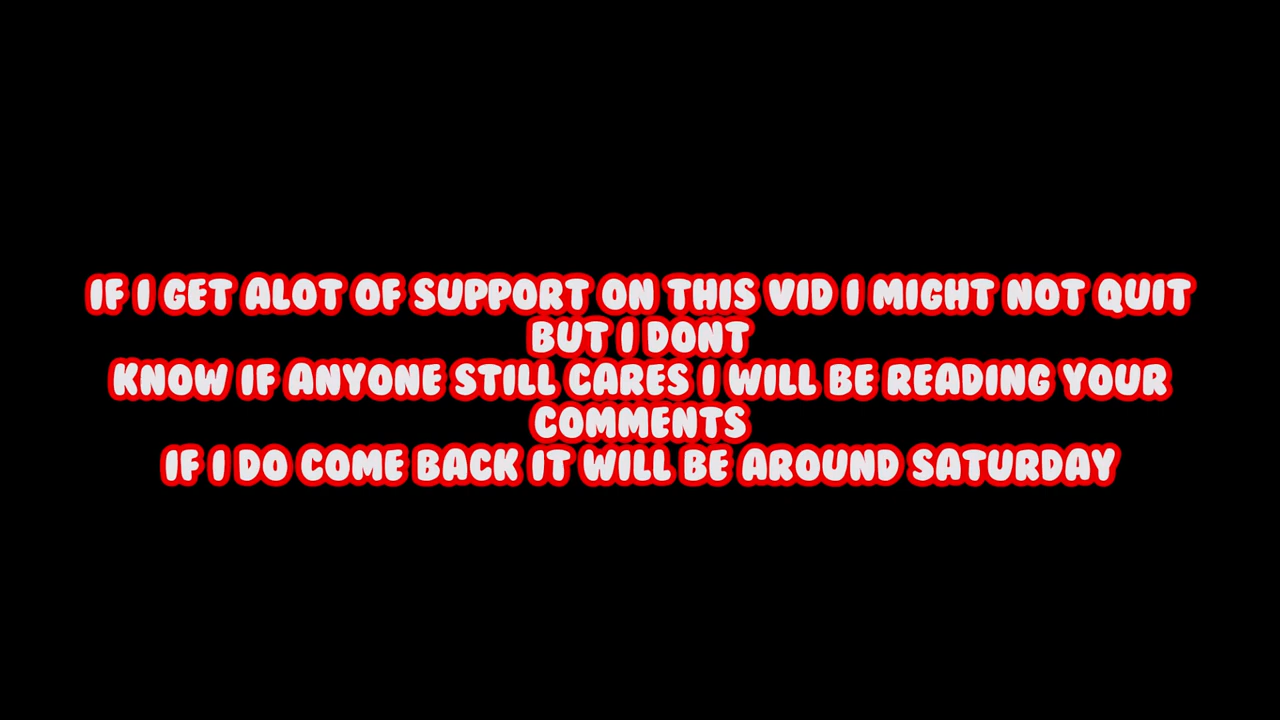 IF I GET ALOT OF SUPPORT ON THIS VID I MIGHT NOT QUIT
BUT I DONT
KNOW IF ANYONE STILL CARES I WILL BE READING YOUR
COMMENTS
IF I DO COME BACK IT WILL BE AROUND SATURDAY